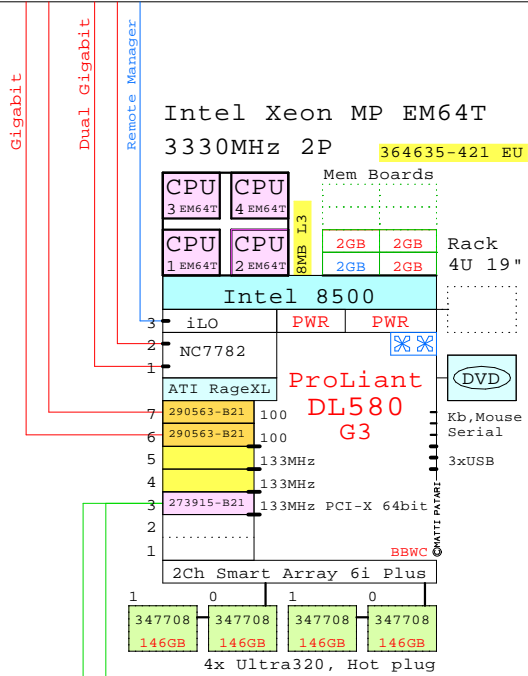 Gigabit
Dual Gigabit
Remote Manager
Intel Xeon MP EM64T
3330MHz 2P
364635-421 EU
Mem Boards
CPU
3 EM64T
CPU
4 EM64T
8MB L3
CPU
1 EM64T
CPU
2 EM64T
2GB 2GB
2GB 2GB
Rack
4U 19"
Intel 8500
3 iLO PWR PWR
2
NC7782
1
ATI RageXL
ProLiant
DL580
G3
DVD
7 290563-B21 100
6 290563-B21 100
5 133MHz
4 133MHz
3 273915-B21 133MHz PCI-X 64bit
2
1
Kb,Mouse
Serial
3xUSB
©MATTI PATARI
BBWC
2Ch Smart Array 6i Plus
1 0 1 0
347708 347708 347708 347708
146GB 146GB 146GB 146GB
4x Ultra320, Hot plug